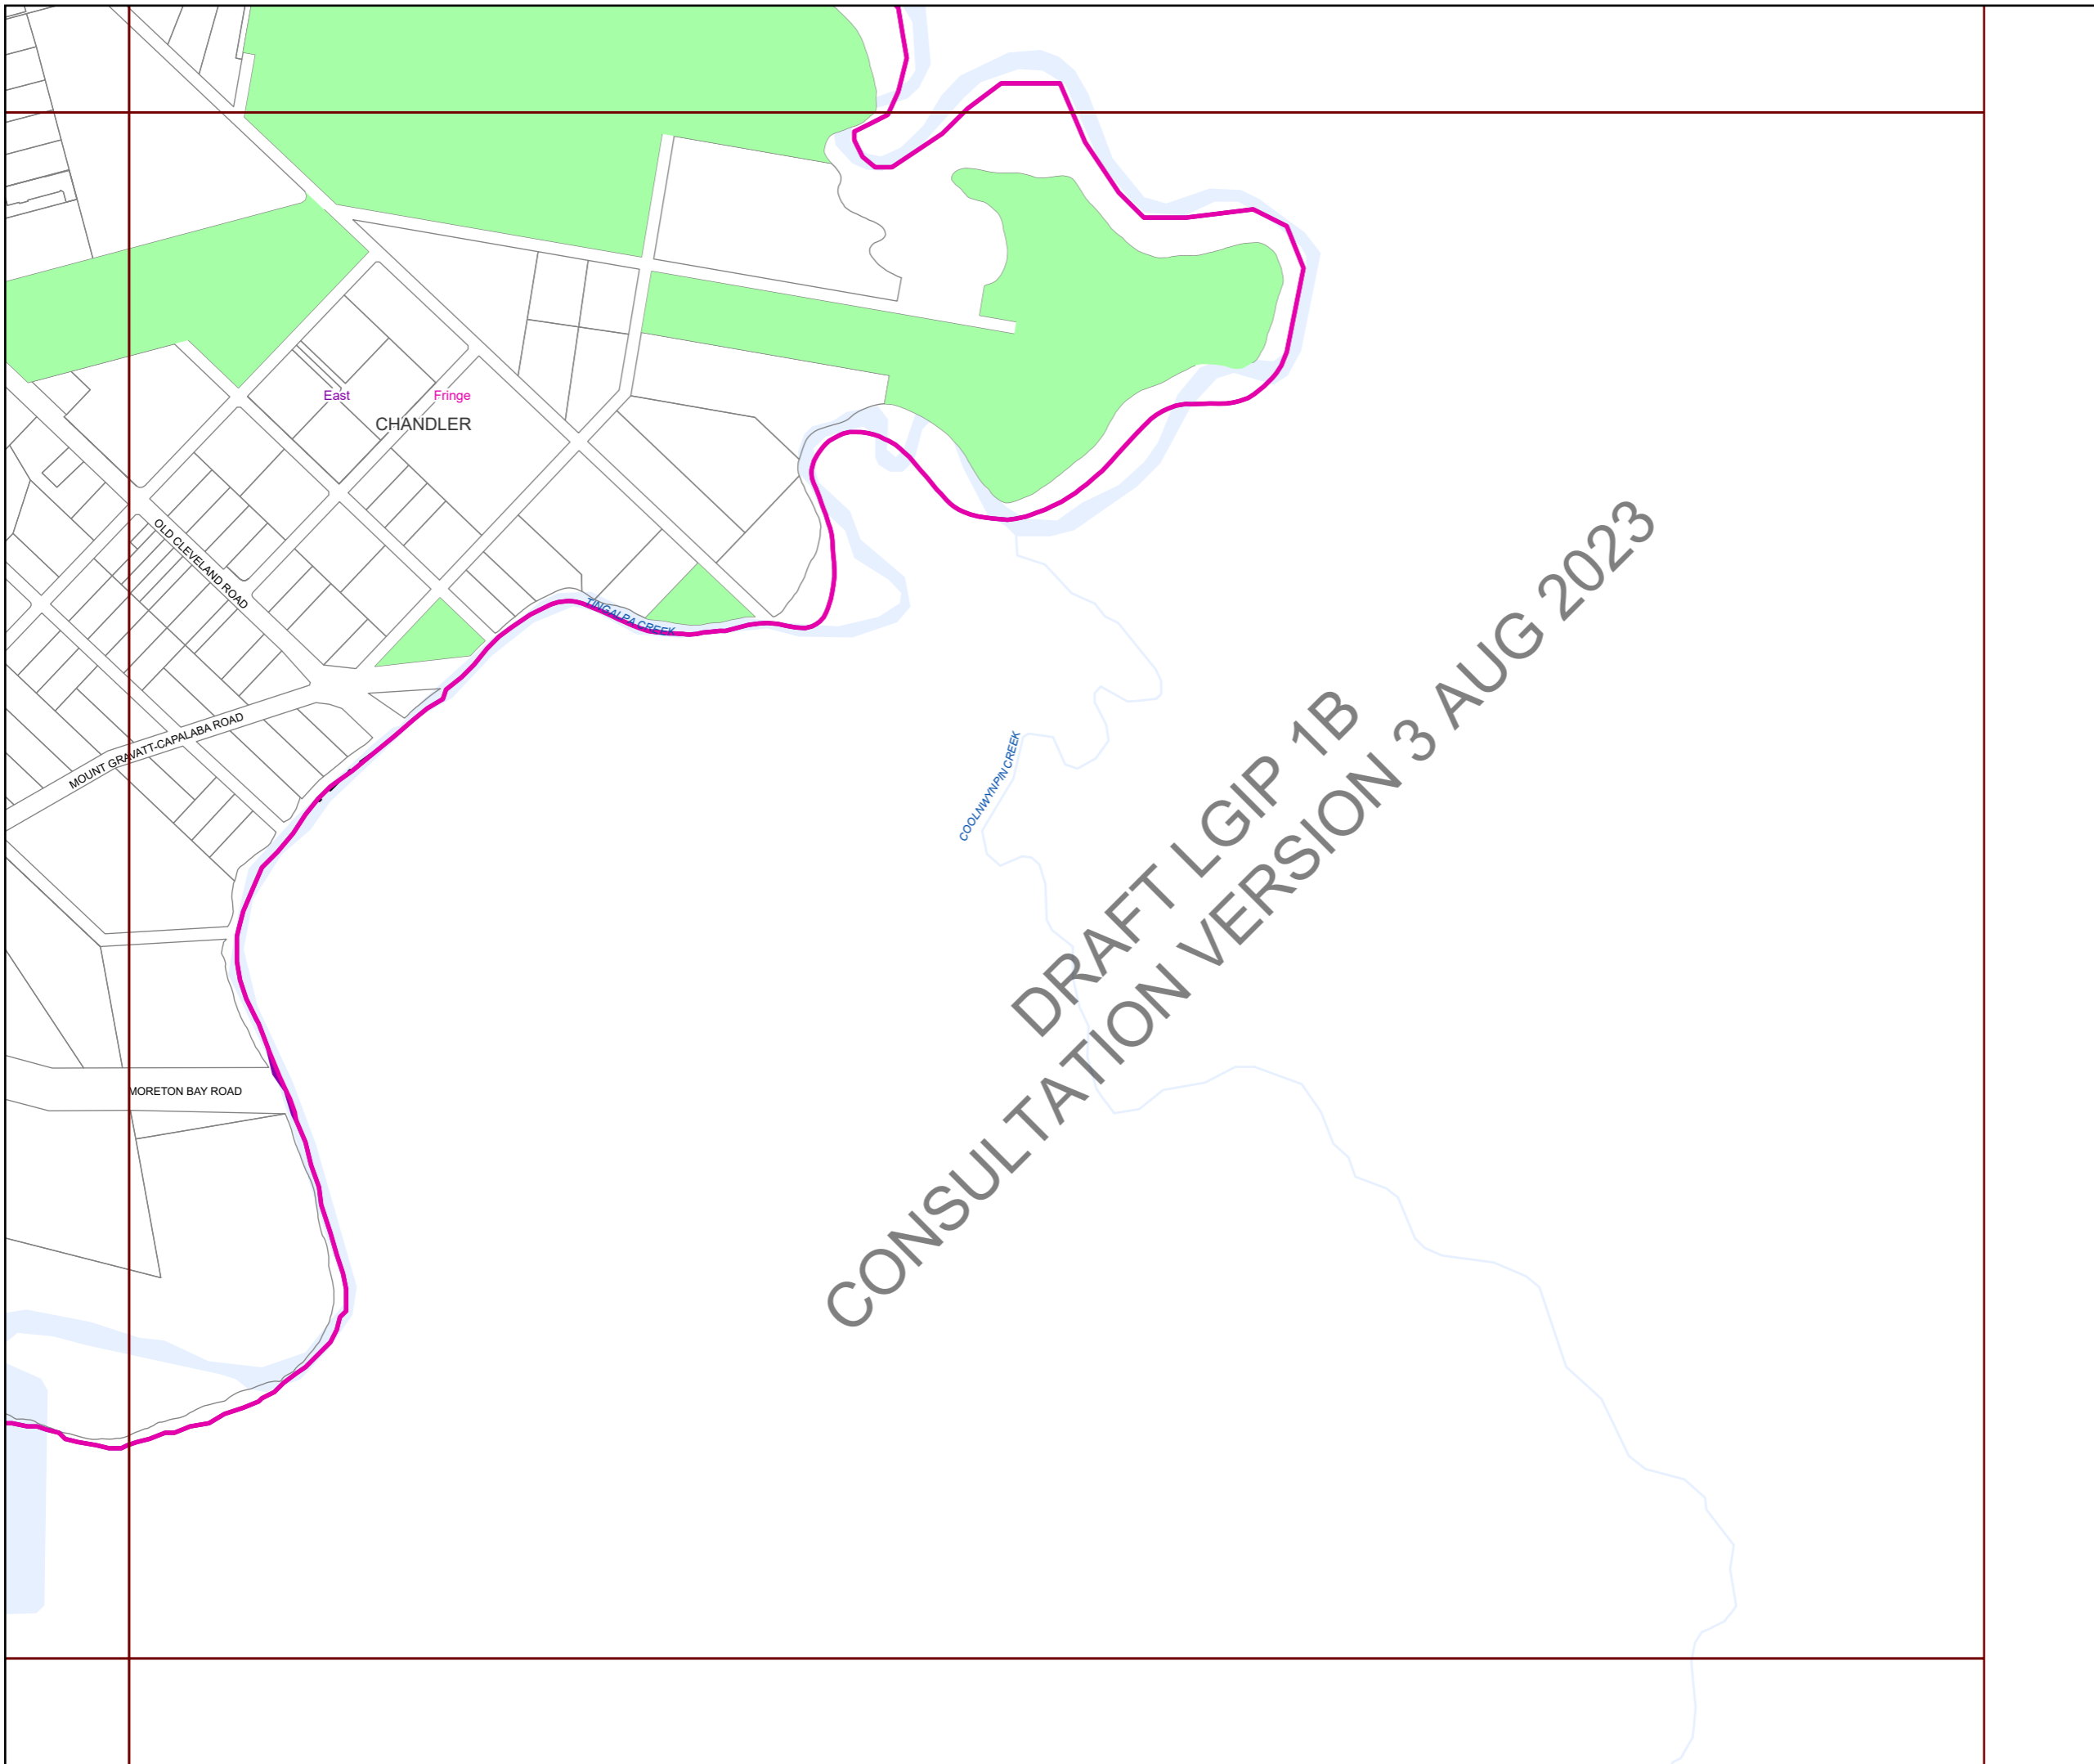 East
Fringe
CHANDLER
OLD CLEVELAND ROAD
TINGALPA CREEK
MOUNT GRAVATT-CAPALABA ROAD
COOLNWYNPIN CREEK
DRAFT LGIP 1B
CONSULTATION VERSION 3 AUG 2023
MORETON BAY ROAD